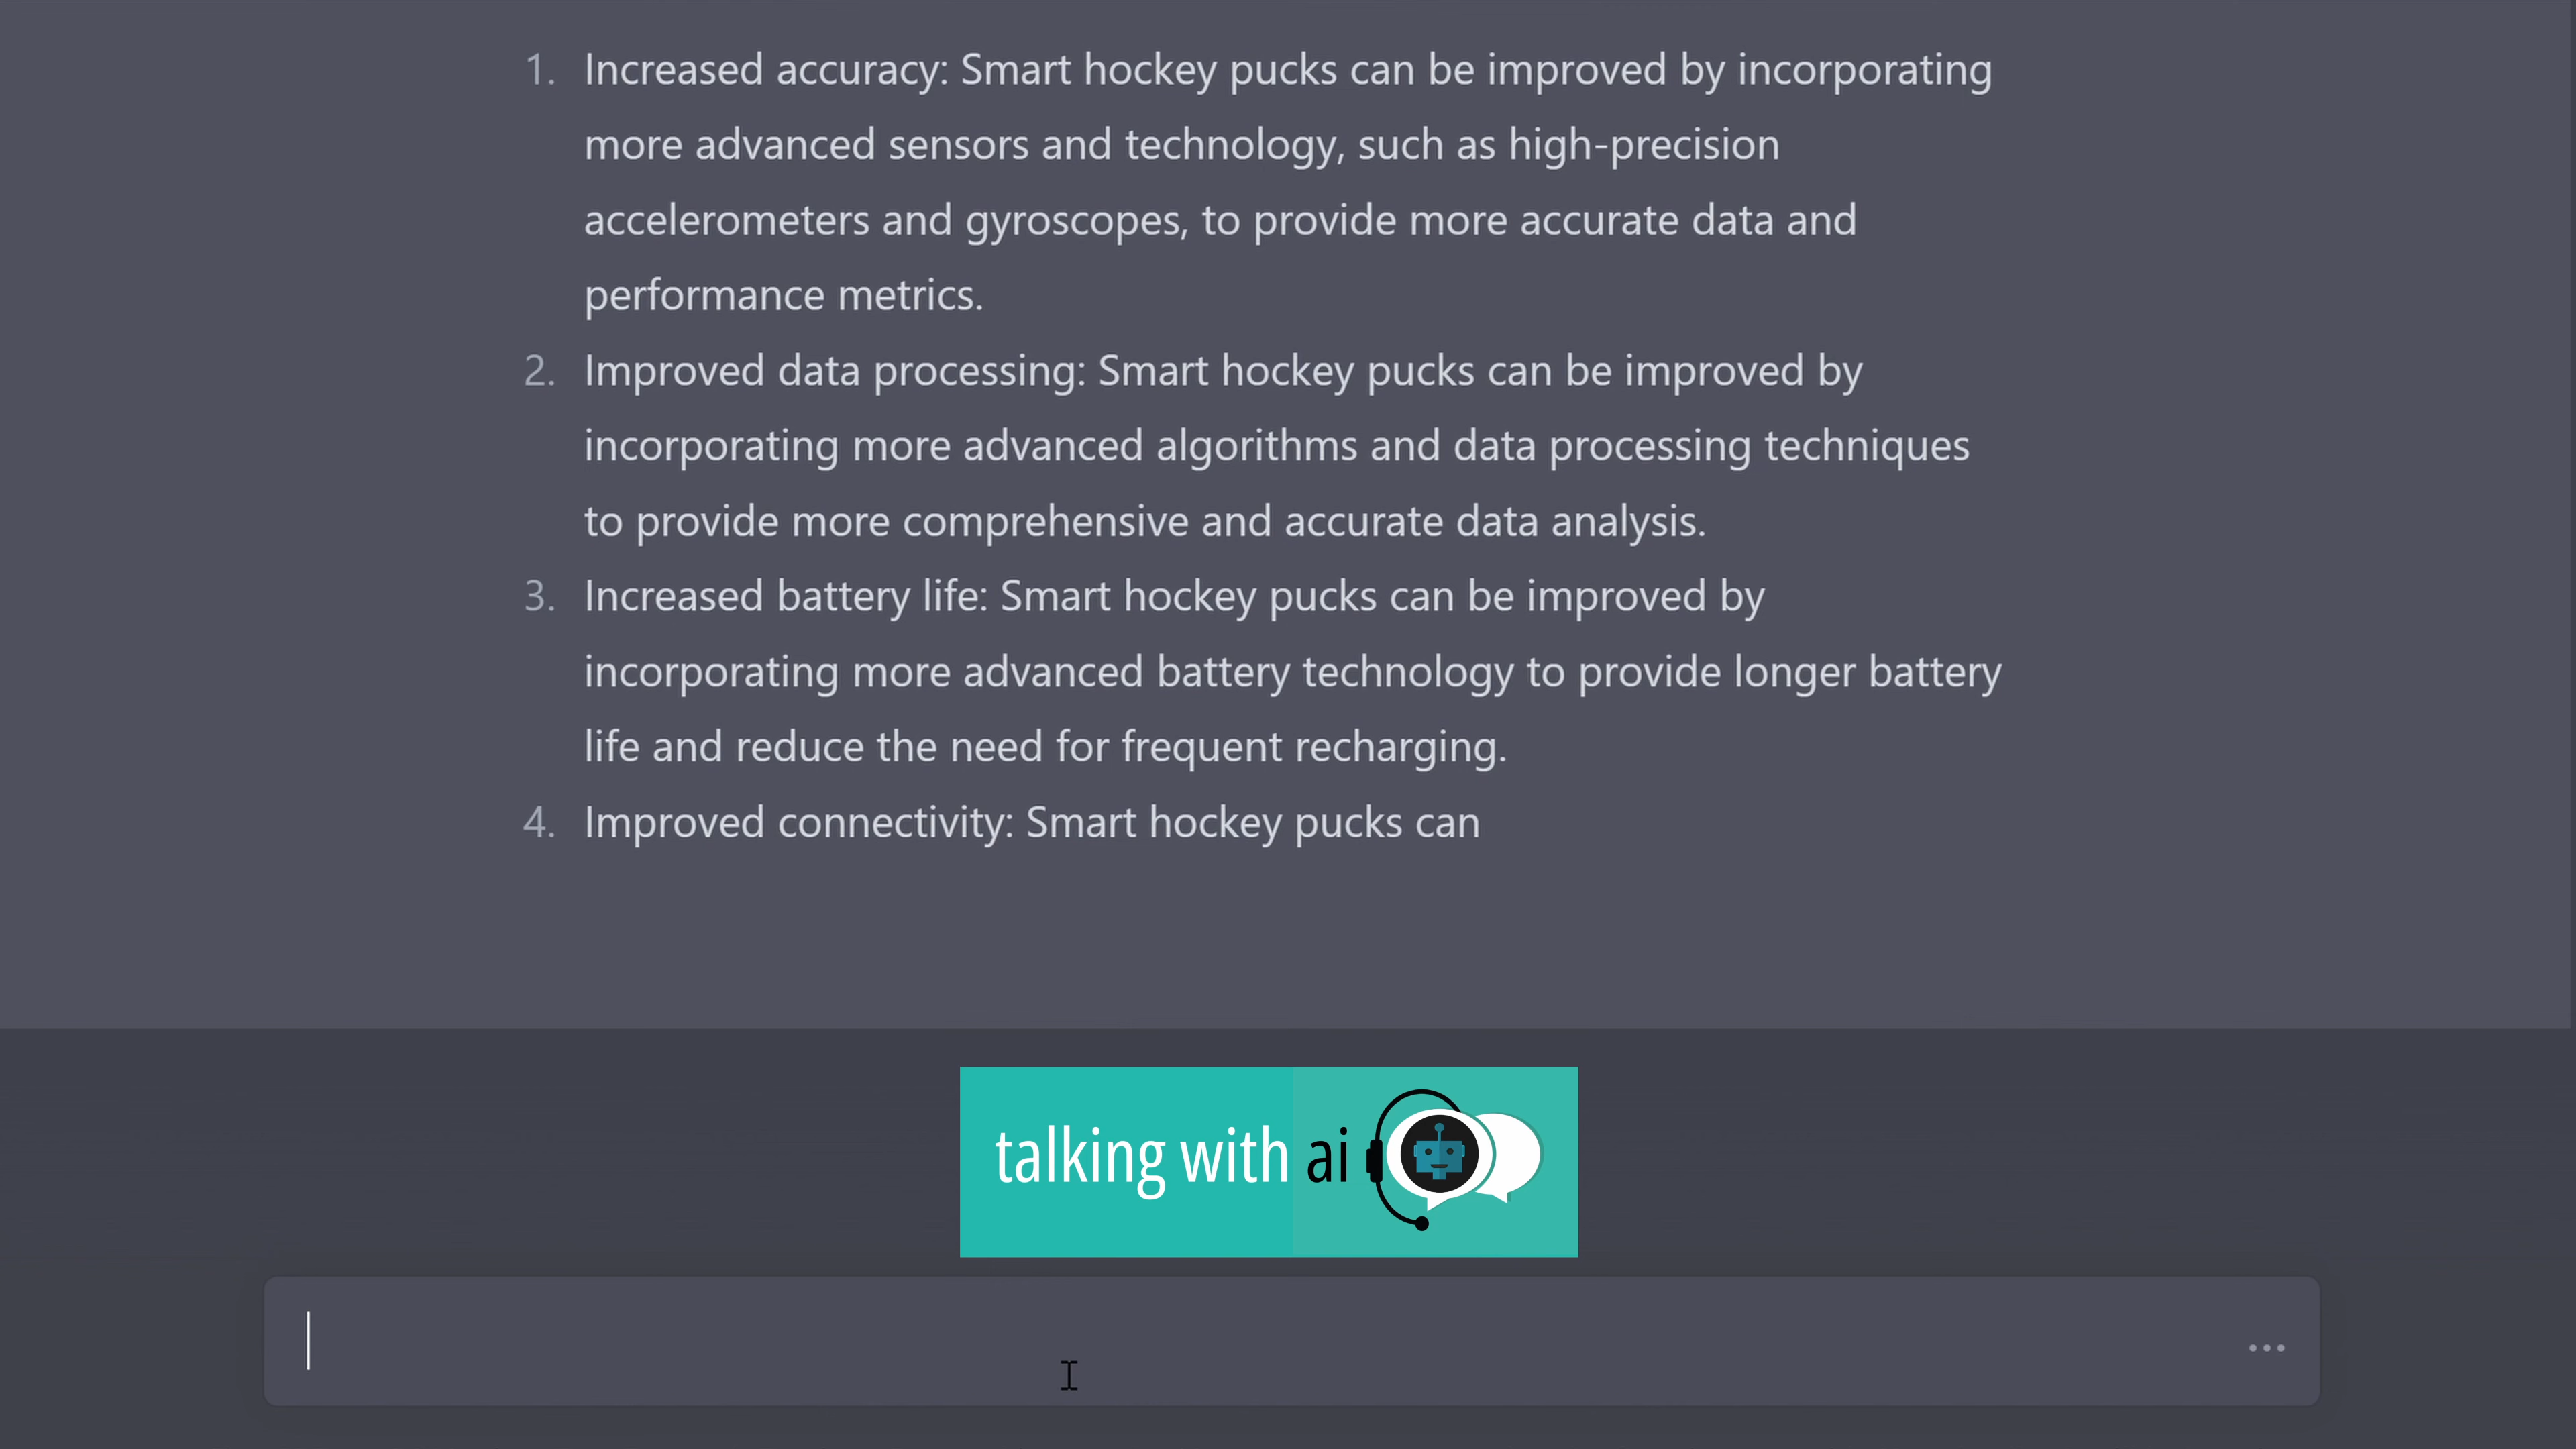 1. Increased accuracy: Smart hockey pucks can be improved by incorporating
more advanced sensors and technology, such as high-precision
accelerometers and gyroscopes, to provide more accurate data and
performance metrics.
2. Improved data processing: Smart hockey pucks can be improved by
incorporating more advanced algorithms and data processing techniques
to provide more comprehensive and accurate data analysis.
3. Increased battery life: Smart hockey pucks can be improved by
incorporating more advanced battery technology to provide longer battery
life and reduce the need for frequent recharging.
4. Improved connectivity: Smart hockey pucks can
talking with ai